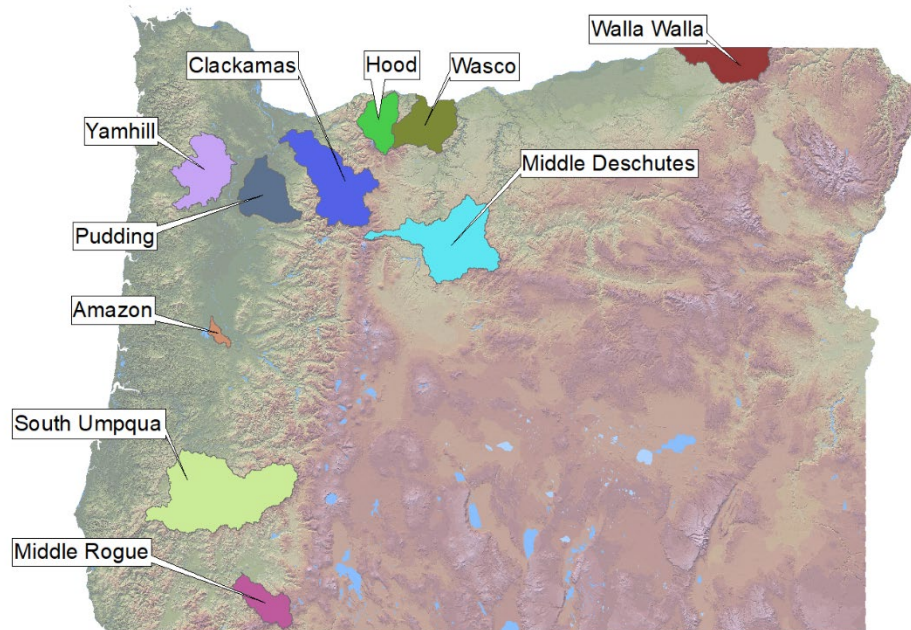 Walla Walla
Clackamas
Hood
Wasco
Yamhill
Middle Deschutes
Pudding
Amazon
South Umpqua
Middle Rogue